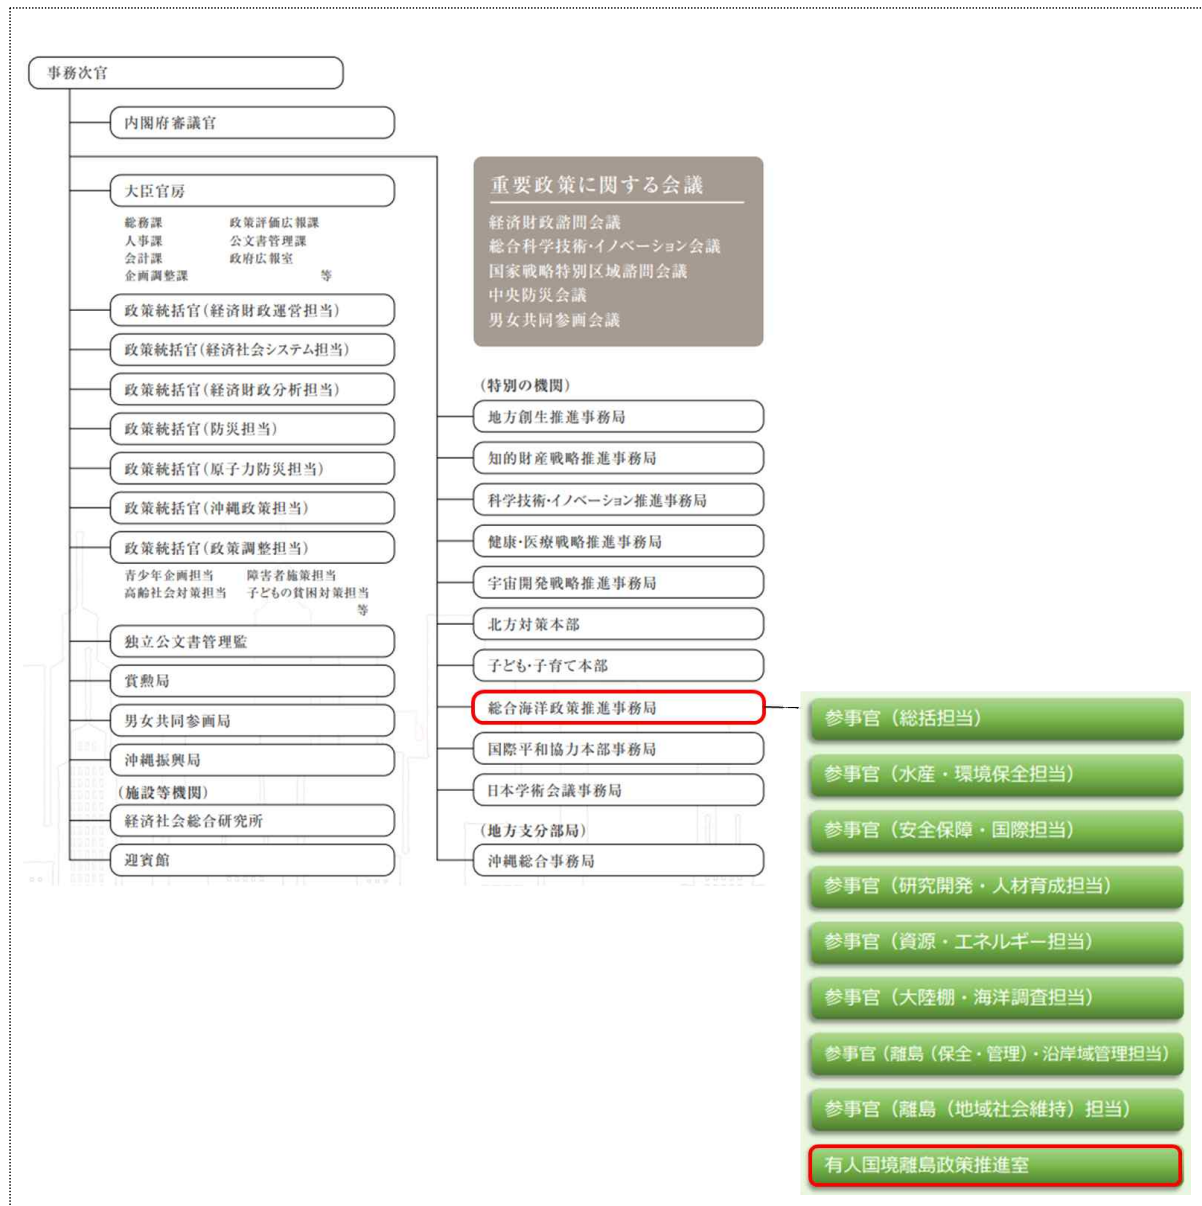 事務次官
内閣府審議官
大臣官房
総務課 政策評価広報課
人事課 公文書管理課
会計課 政府広報室
企画調整課 等
政策統括官(経済財政運営担当)
政策統括官(経済社会システム担当)
政策統括官(経済財政分析担当)
政策統括官(防災担当)
政策統括官(原子力防災担当)
政策統括官(沖縄政策担当)
政策統括官(政策調整担当)
青少年企画担当 障害者施策担当
高齢社会対策担当 子どもの貧困対策担当
等
独立公文書管理監
賞勲局
男女共同参画局
沖縄振興局
(施設等機関)
経済社会総合研究所
迎賓館
重要政策に関する会議
経済財政諮問会議
総合科学技術・イノベーション会議
国家戦略特別区域諮問会議
中央防災会議
男女共同参画会議
(特別の機関)
地方創生推進事務局
知的財産戦略推進事務局
科学技術・イノベーション推進事務局
健康・医療戦略推進事務局
宇宙開発戦略推進事務局
北方対策本部
子ども・子育て本部
総合海洋政策推進事務局
国際平和協力本部事務局
日本学術会議事務局
(地方支分部局)
沖縄総合事務局
参事官（総括担当）
参事官（水産・環境保全担当）
参事官（安全保障・国際担当）
参事官（研究開発・人材育成担当）
参事官（資源・エネルギー担当）
参事官（大陸棚・海洋調査担当）
参事官（離島（保全・管理）・沿岸域管理担当）
参事官（離島（地域社会維持）担当）
有人国境離島政策推進室